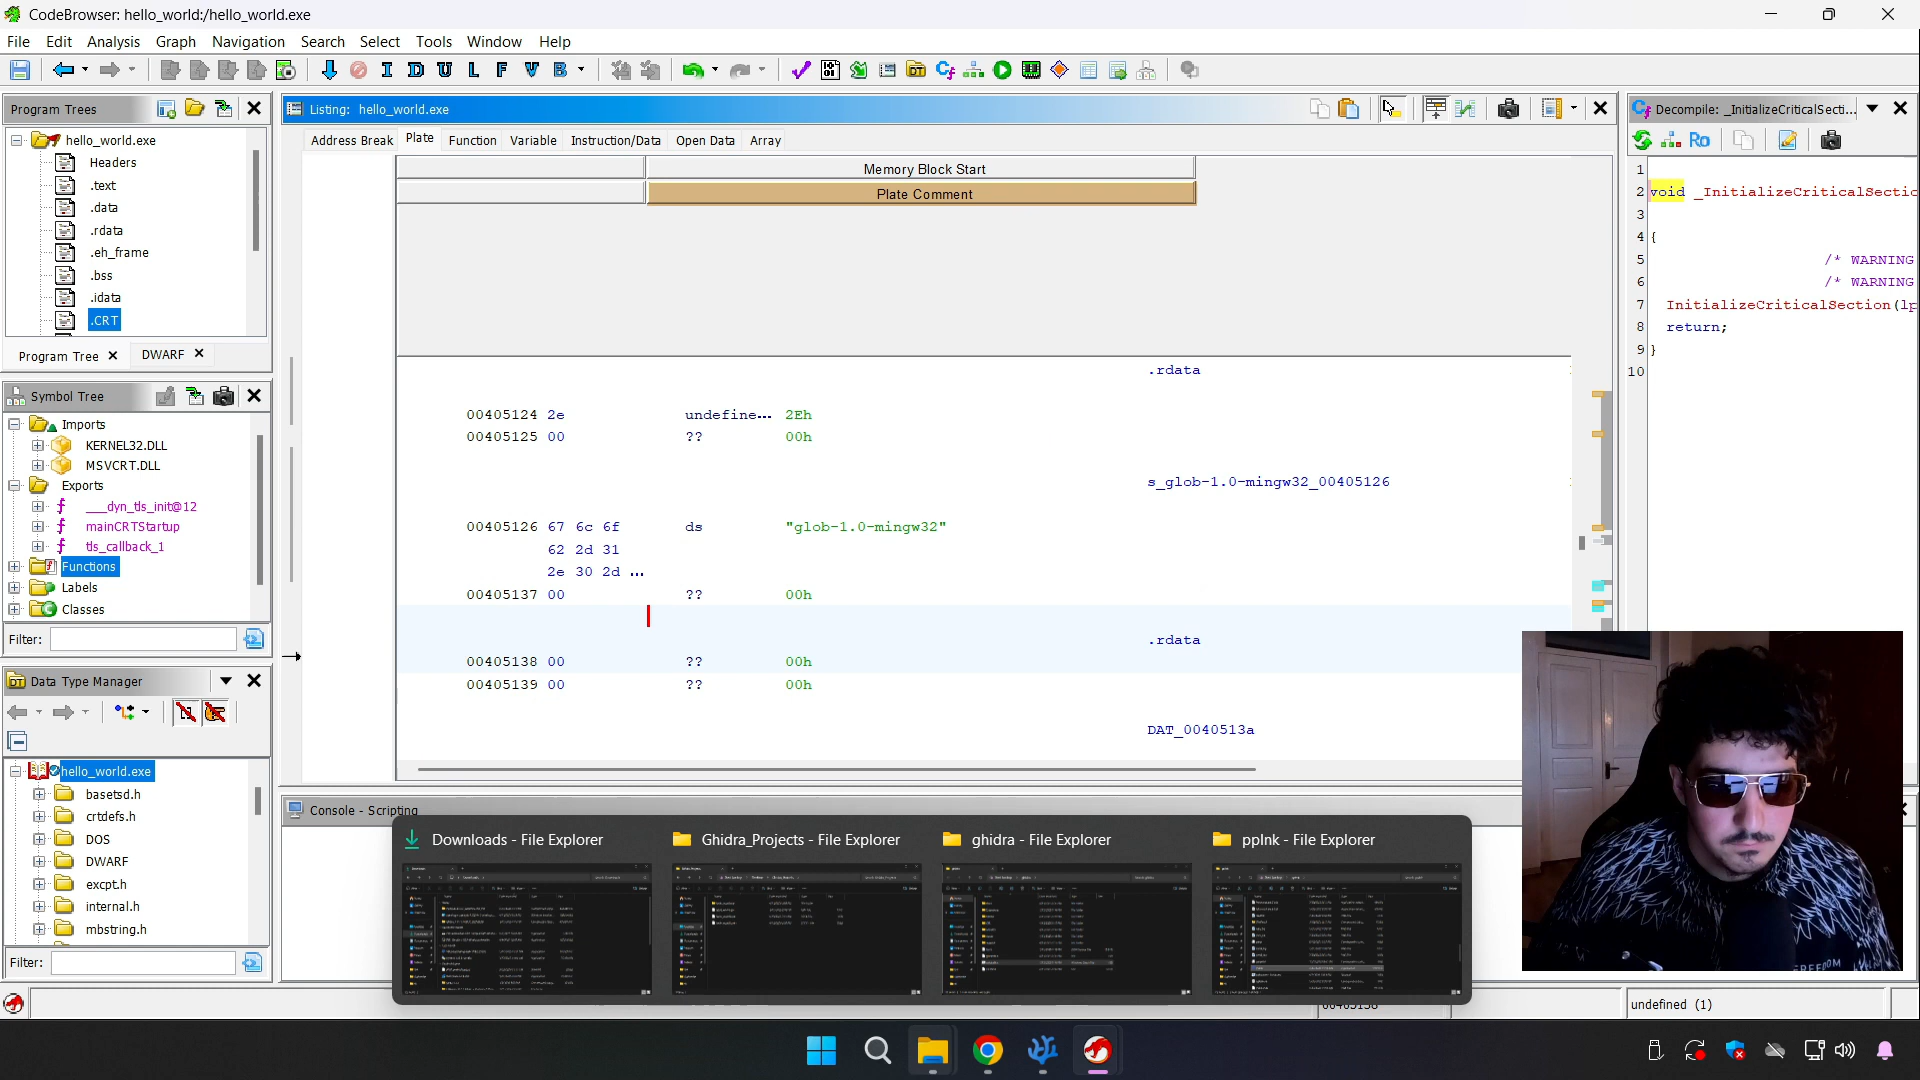 CodeBrowser: hello_world:/hello_world.exe
File Edit Analysis Graph Navigation Search Select Tools Window Help
I D U L F V B
Program Trees
hello_world.exe
Headers
.text
.data
.rdata
.eh_frame
.bss
.idata
.CRT
Program Tree
DWARF
Symbol Tree
Imports
KERNEL32.DLL
MSVCRT.DLL
Exports
___dyn_tls_init@12
mainCRTStartup
tls_callback_1
Functions
Labels
Classes
Filter:
Data Type Manager
hello_world.exe
basetsd.h
crtdefs.h
DOS
DWARF
excpt.h
internal.h
mbstring.h
Filter:
Listing: hello_world.exe
Address Break Plate Function Variable Instruction/Data Open Data Array
Memory Block Start
Plate Comment
.rdata
00405124 2e undefine... 2Eh
00405125 00 ?? 00h
s_glob-1.0-mingw32_00405126
00405126 67 6c 6f ds "glob-1.0-mingw32"
62 2d 31
2e 30 2d ...
00405137 00 ?? 00h
.rdata
00405138 00 ?? 00h
00405139 00 ?? 00h
DAT_0040513a
Console - Scripting
Decompile: _InitializeCriticalSecti...
Ro
1
2 void _InitializeCriticalSectic
3
4 {
5 /* WARNING
6 /* WARNING
7 InitializeCriticalSection(lp
8 return;
9 }
10
Downloads - File Explorer
Ghidra_Projects - File Explorer
ghidra - File Explorer
ppInk - File Explorer
00405138
undefined (1)
FREEDOM